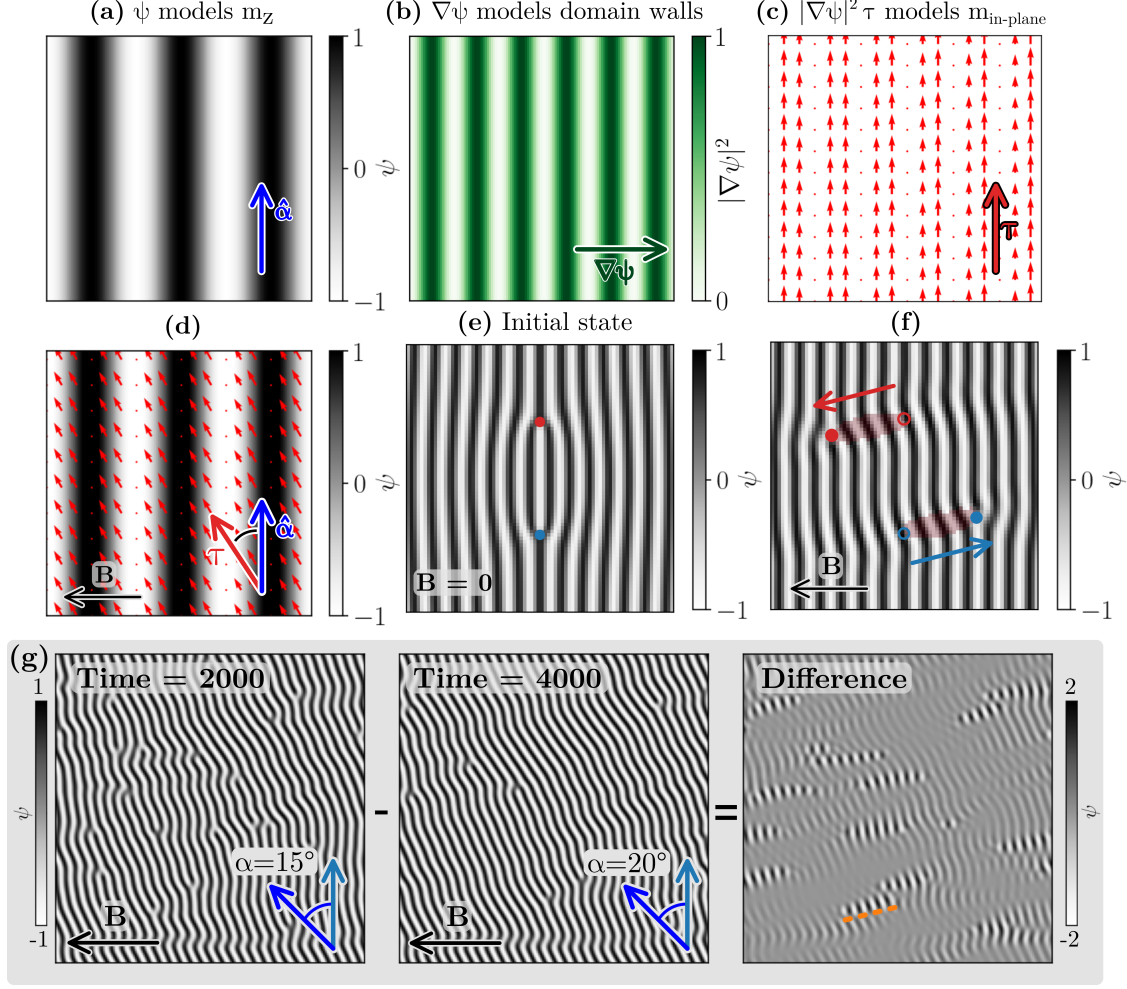 (a) ψ models m_z
(b) ∇ψ models domain walls
(c) |∇ψ|² τ models m_in-plane
1
0
−1
ψ
α̂
1
0
|∇ψ|²
∇ψ
τ
(d)
(e) Initial state
(f)
1
0
−1
ψ
τ
α̂
B
1
0
−1
ψ
B = 0
1
0
−1
ψ
B
(g)
1
ψ
-1
Time = 2000
α=15°
B
-
Time = 4000
α=20°
B
=
Difference
2
ψ
-2